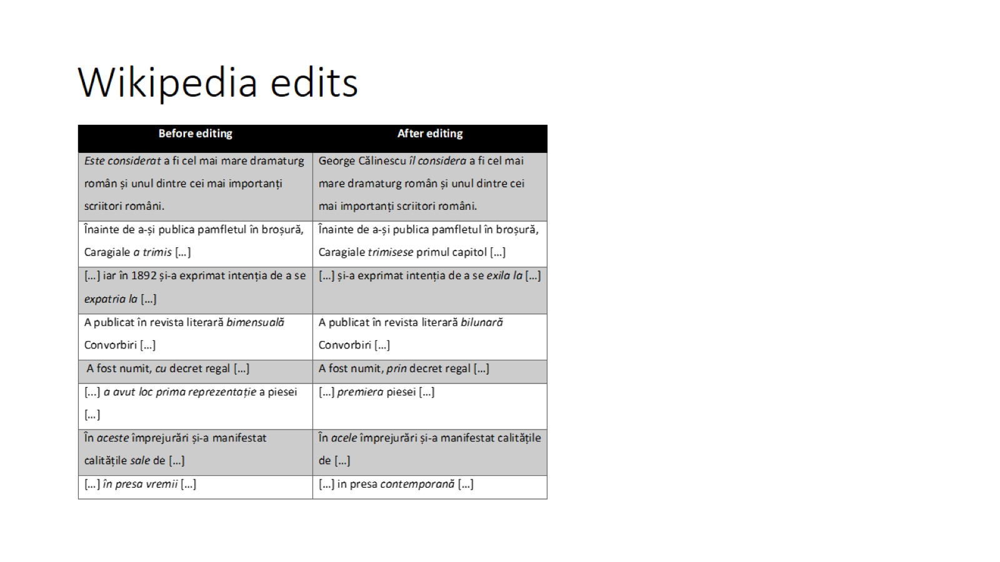 Wikipedia edits
Before editing
After editing
Este considerat a fi cel mai mare dramaturg
român și unul dintre cei mai importanți
scriitori români.
George Călinescu îl considera a fi cel mai
mare dramaturg român și unul dintre cei
mai importanți scriitori români.
Înainte de a-și publica pamfletul în broșură,
Caragiale a trimis [...]
Înainte de a-și publica pamfletul în broșură,
Caragiale trimisese primul capitol [...]
[...] iar în 1892 și-a exprimat intenția de a se
expatria la [...]
[...] și-a exprimat intenția de a se exila la [...]
A publicat în revista literară bimensuală
Convorbiri [...]
A publicat în revista literară bilunară
Convorbiri [...]
A fost numit, cu decret regal [...]
A fost numit, prin decret regal [...]
[...] a avut loc prima reprezentație a piesei
[...]
[...] premiera piesei [...]
În aceste împrejurări și-a manifestat
calitățile sale de [...]
În acele împrejurări și-a manifestat calitățile
de [...]
[...] în presa vremii [...]
[...] in presa contemporană [...]